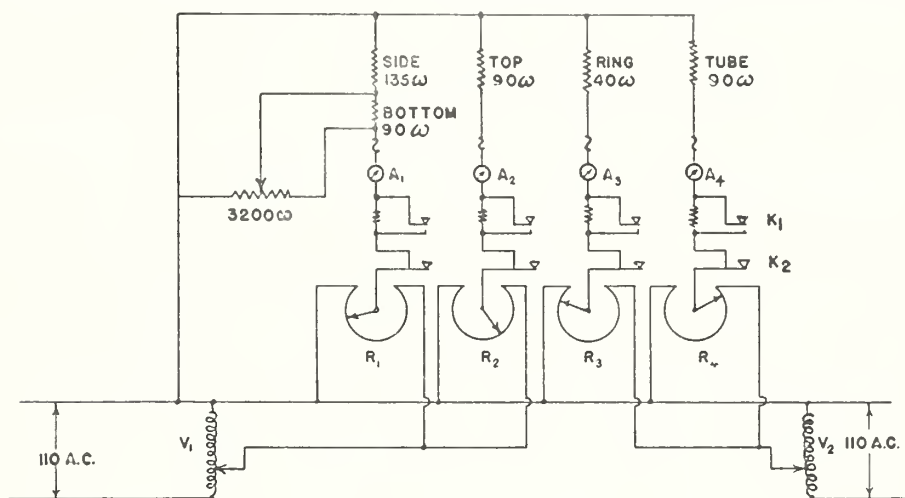 SIDE
135ω
TOP
90ω
RING
40ω
TUBE
90ω
BOTTOM
90ω
A₁
A₂
A₃
A₄
3200ω
K₁
K₂
R₁
R₂
R₃
R₄
110 A.C.
V₁
V₂
110 A.C.